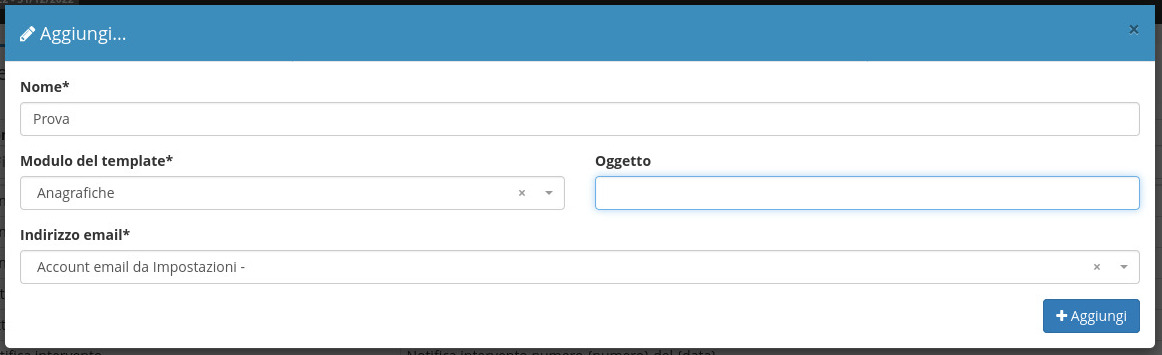 Aggiungi...
×
Nome*
Prova
Modulo del template*
Oggetto
Anagrafiche
×
Indirizzo email*
Account email da Impostazioni -
×
Aggiungi